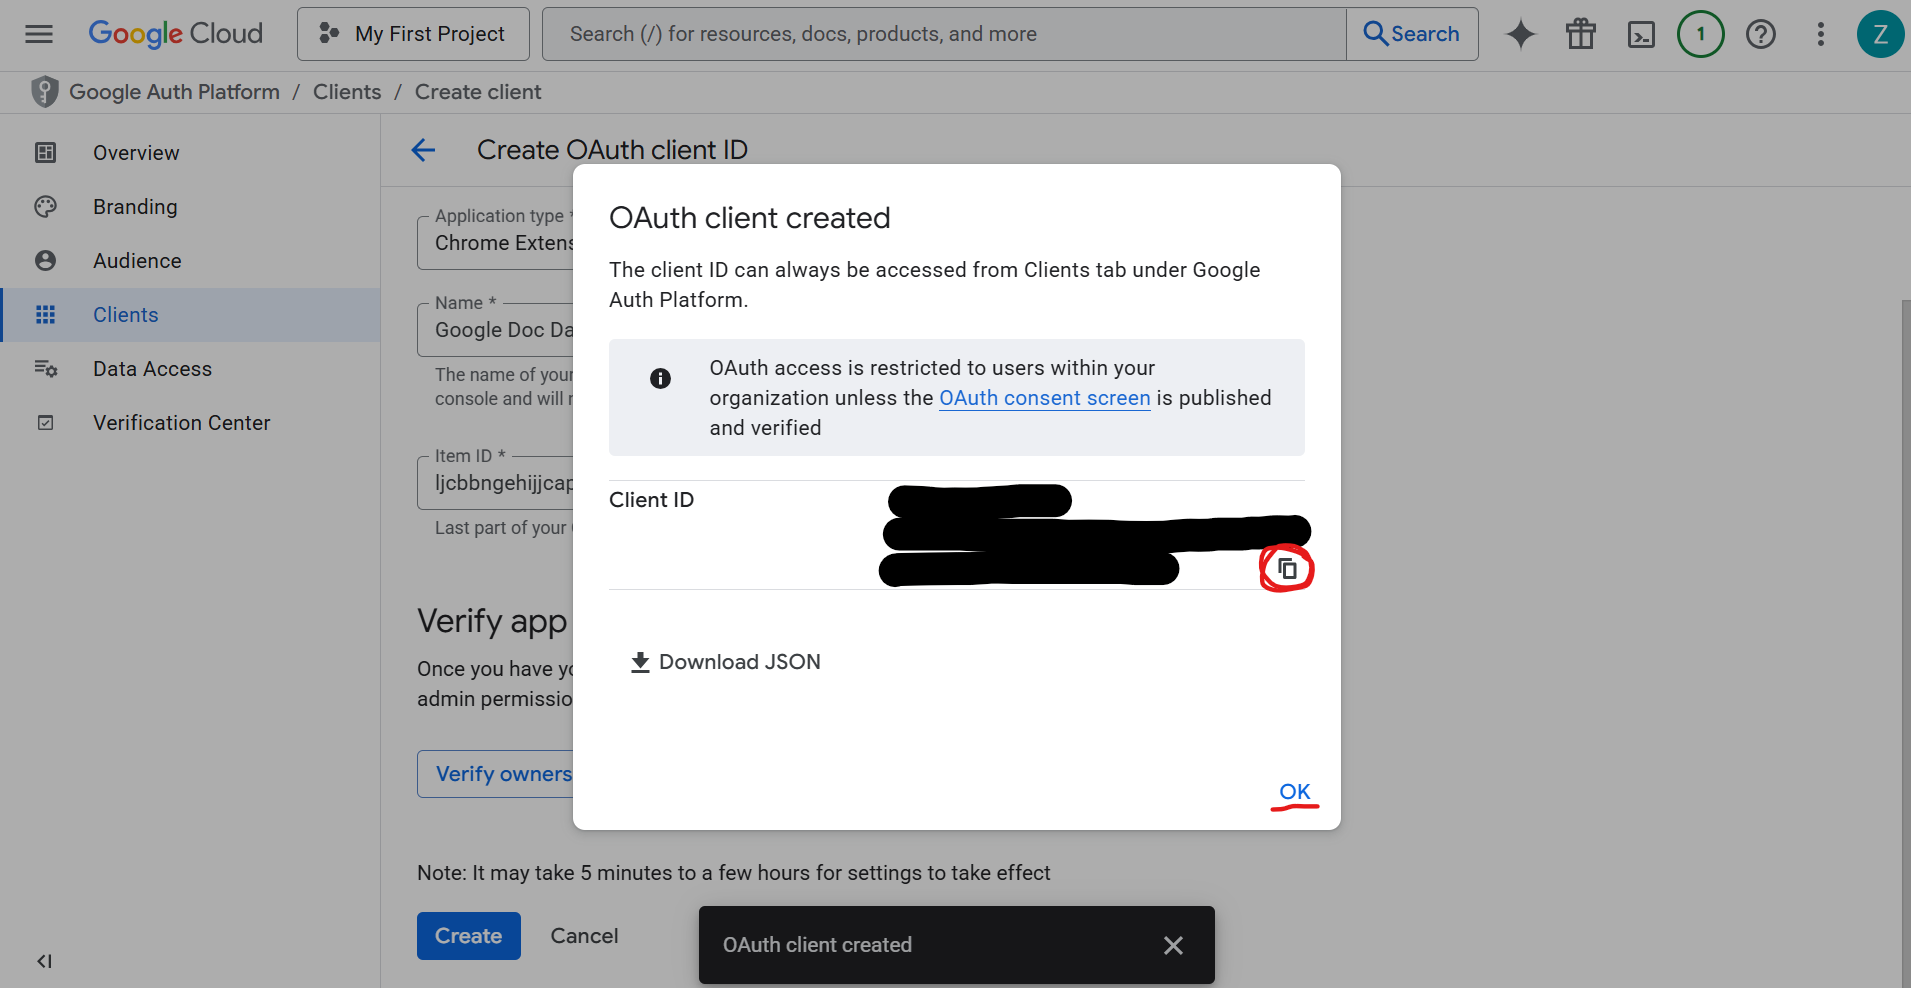 Google Cloud
My First Project
Search (/) for resources, docs, products, and more
Search
1
Z
Google Auth Platform / Clients / Create client
Overview
Branding
Audience
Clients
Data Access
Verification Center
Create OAuth client ID
Application type *
Chrome Extens
Name *
Google Doc Da
The name of your
console and will
Item ID *
ljcbbngehijjcap
Last part of your
Verify app
Once you have yo
admin permissio
Verify owners
Note: It may take 5 minutes to a few hours for settings to take effect
Create
Cancel
OAuth client created
The client ID can always be accessed from Clients tab under Google
Auth Platform.
OAuth access is restricted to users within your
organization unless the OAuth consent screen is published
and verified
Client ID
Download JSON
OK
OAuth client created